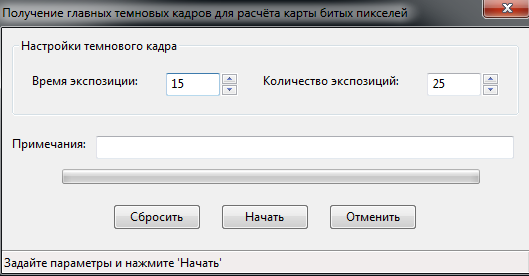 Получение главных темновых кадров для расчёта карты битых пикселей
Настройки темнового кадра
Время экспозиции: 15 Количество экспозиций: 25
Примечания:
Сбросить Начать Отменить
Задайте параметры и нажмите 'Начать'